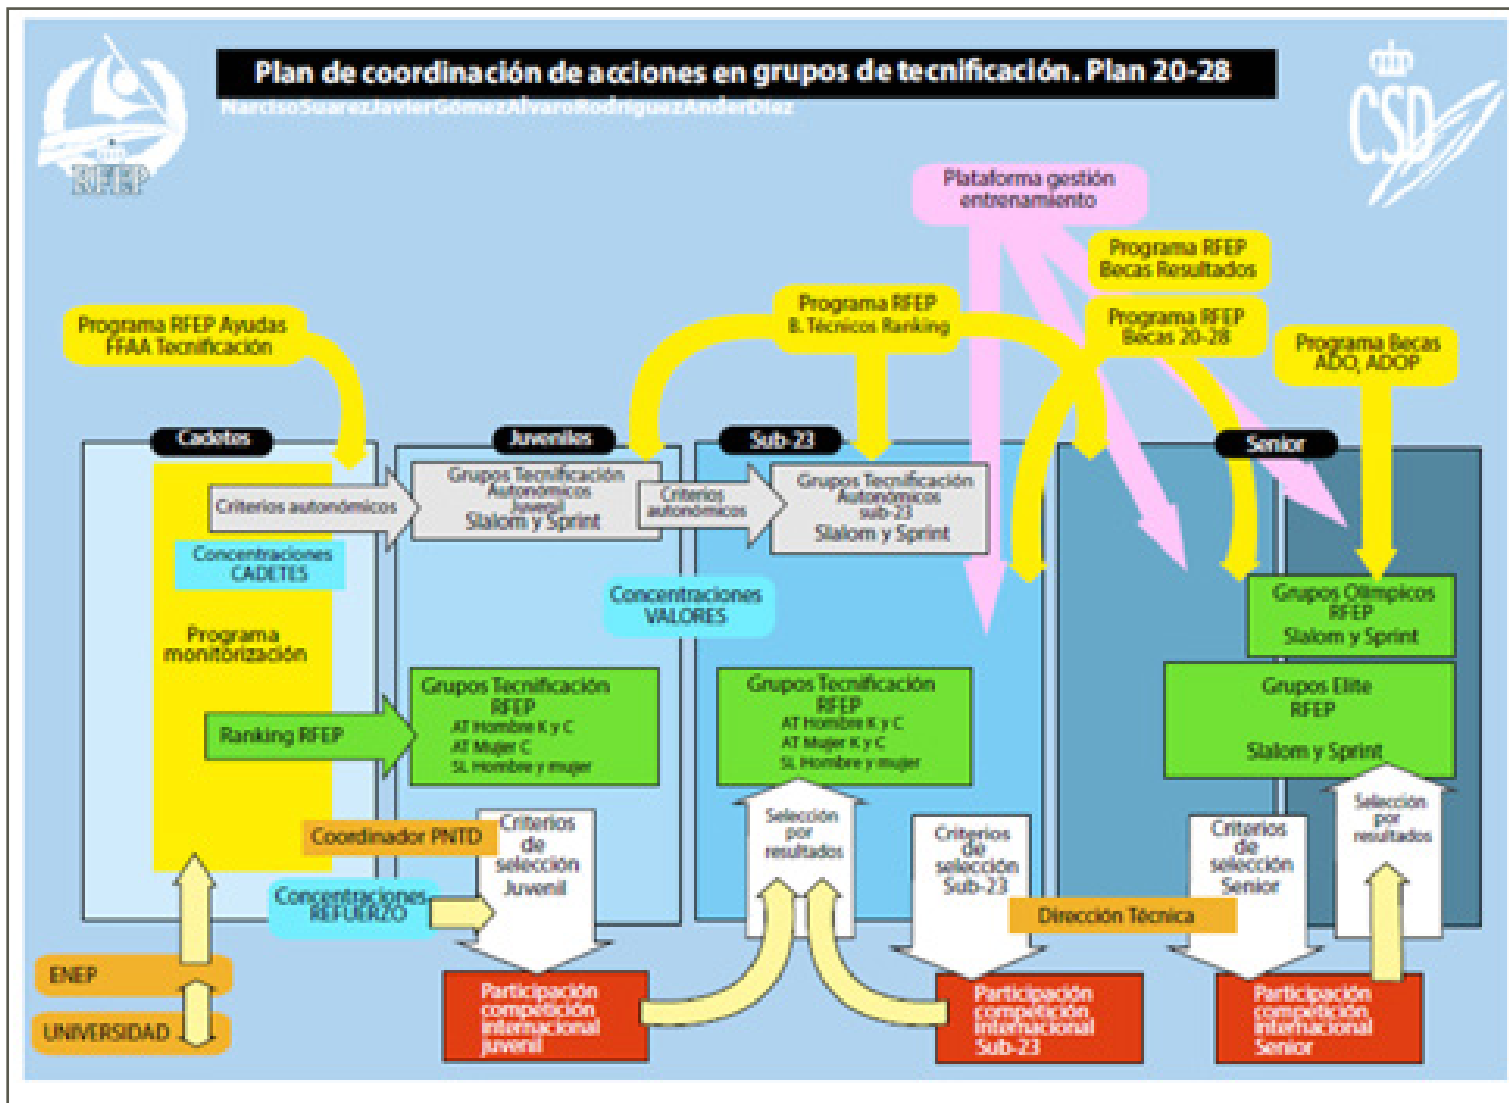 Plan de coordinación de acciones en grupos de tecnificación. Plan 20-28
NarcisoSuarezJavierGómezAlvaroRodriguezAnderDiez
RFEP
CSD
Plataforma gestión
entrenamiento
Programa RFEP
Becas Resultados
Programa RFEP Ayudas
FFAA Tecnificación
Programa RFEP
B. Técnicos Ranking
Programa RFEP
Becas 20-28
Programa Becas
ADO, ADOP
Cadetes
Juveniles
Sub-23
Senior
Criterios autonómicos
Grupos Tecnificación
Autonómicos
Juvenil
Slalom y Sprint
Criterios
autonómicos
Grupos Tecnificación
Autonómicos
sub-23
Slalom y Sprint
Concentraciones
CADETES
Concentraciones
VALORES
Grupos Olímpicos
RFEP
Slalom y Sprint
Programa
monitorización
Grupos Tecnificación
RFEP
AT Hombre K y C
AT Mujer C
SL Hombre y mujer
Grupos Tecnificación
RFEP
AT Hombre K y C
AT Mujer K y C
SL Hombre y mujer
Grupos Elite
RFEP
Slalom y Sprint
Ranking RFEP
Coordinador PNTD
Criterios
de
selección
Juvenil
Selección
por
resultados
Criterios
de
selección
Sub-23
Criterios
de
selección
Senior
Selección
por
resultados
Concentraciones
REFUERZO
Dirección Técnica
ENEP
UNIVERSIDAD
Participación
competición
internacional
juvenil
Participación
competición
internacional
Sub-23
Participación
competición
internacional
Senior